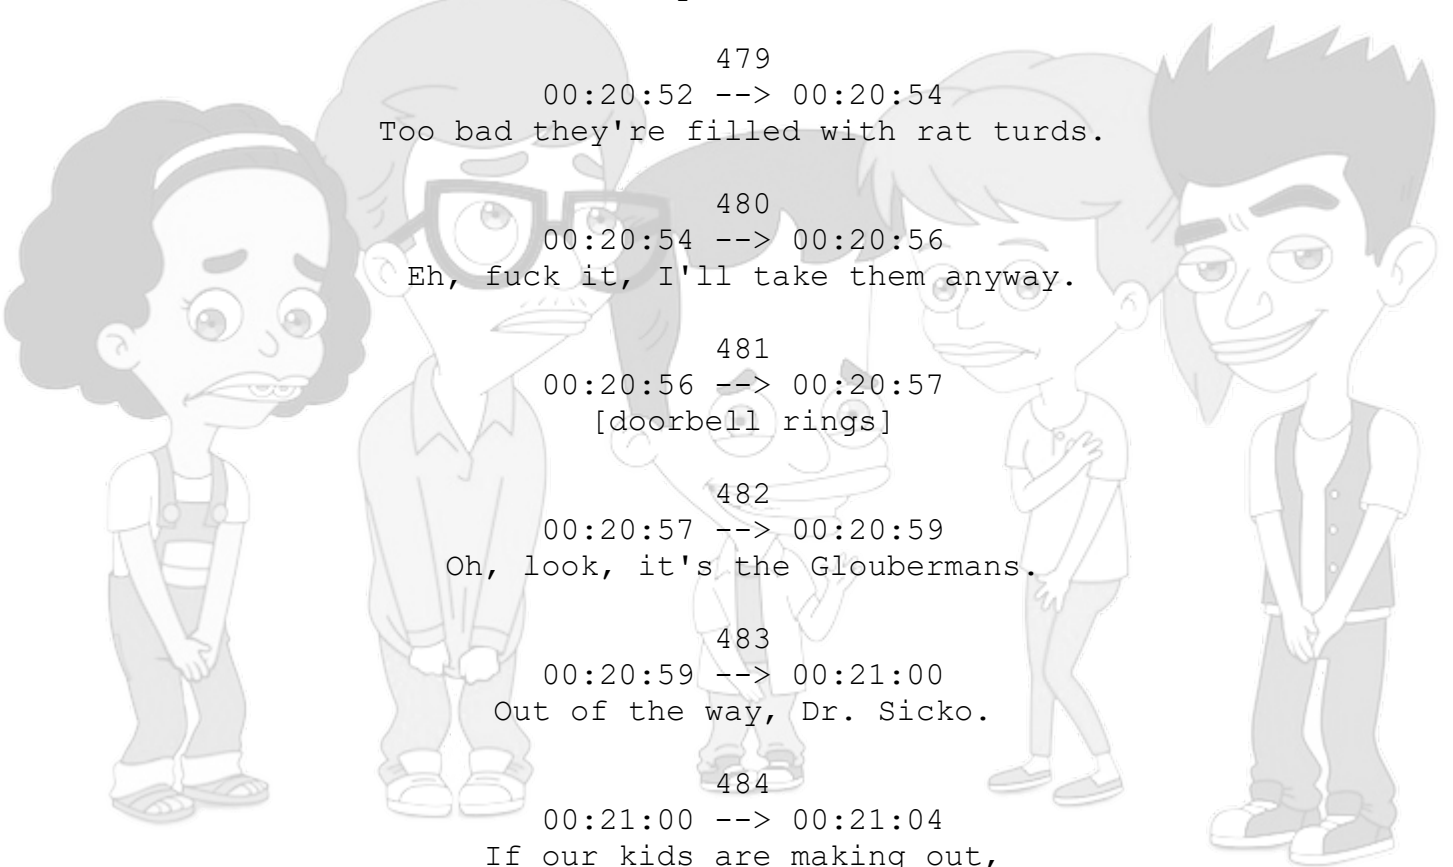 479
00:20:52 --> 00:20:54
Too bad they're filled with rat turds.
480
00:20:54 --> 00:20:56
Eh, fuck it, I'll take them anyway.
481
00:20:56 --> 00:20:57
[doorbell rings]
482
00:20:57 --> 00:20:59
Oh, look, it's the Gloubermans.
483
00:20:59 --> 00:21:00
Out of the way, Dr. Sicko.
484
00:21:00 --> 00:21:04
If our kids are making out,